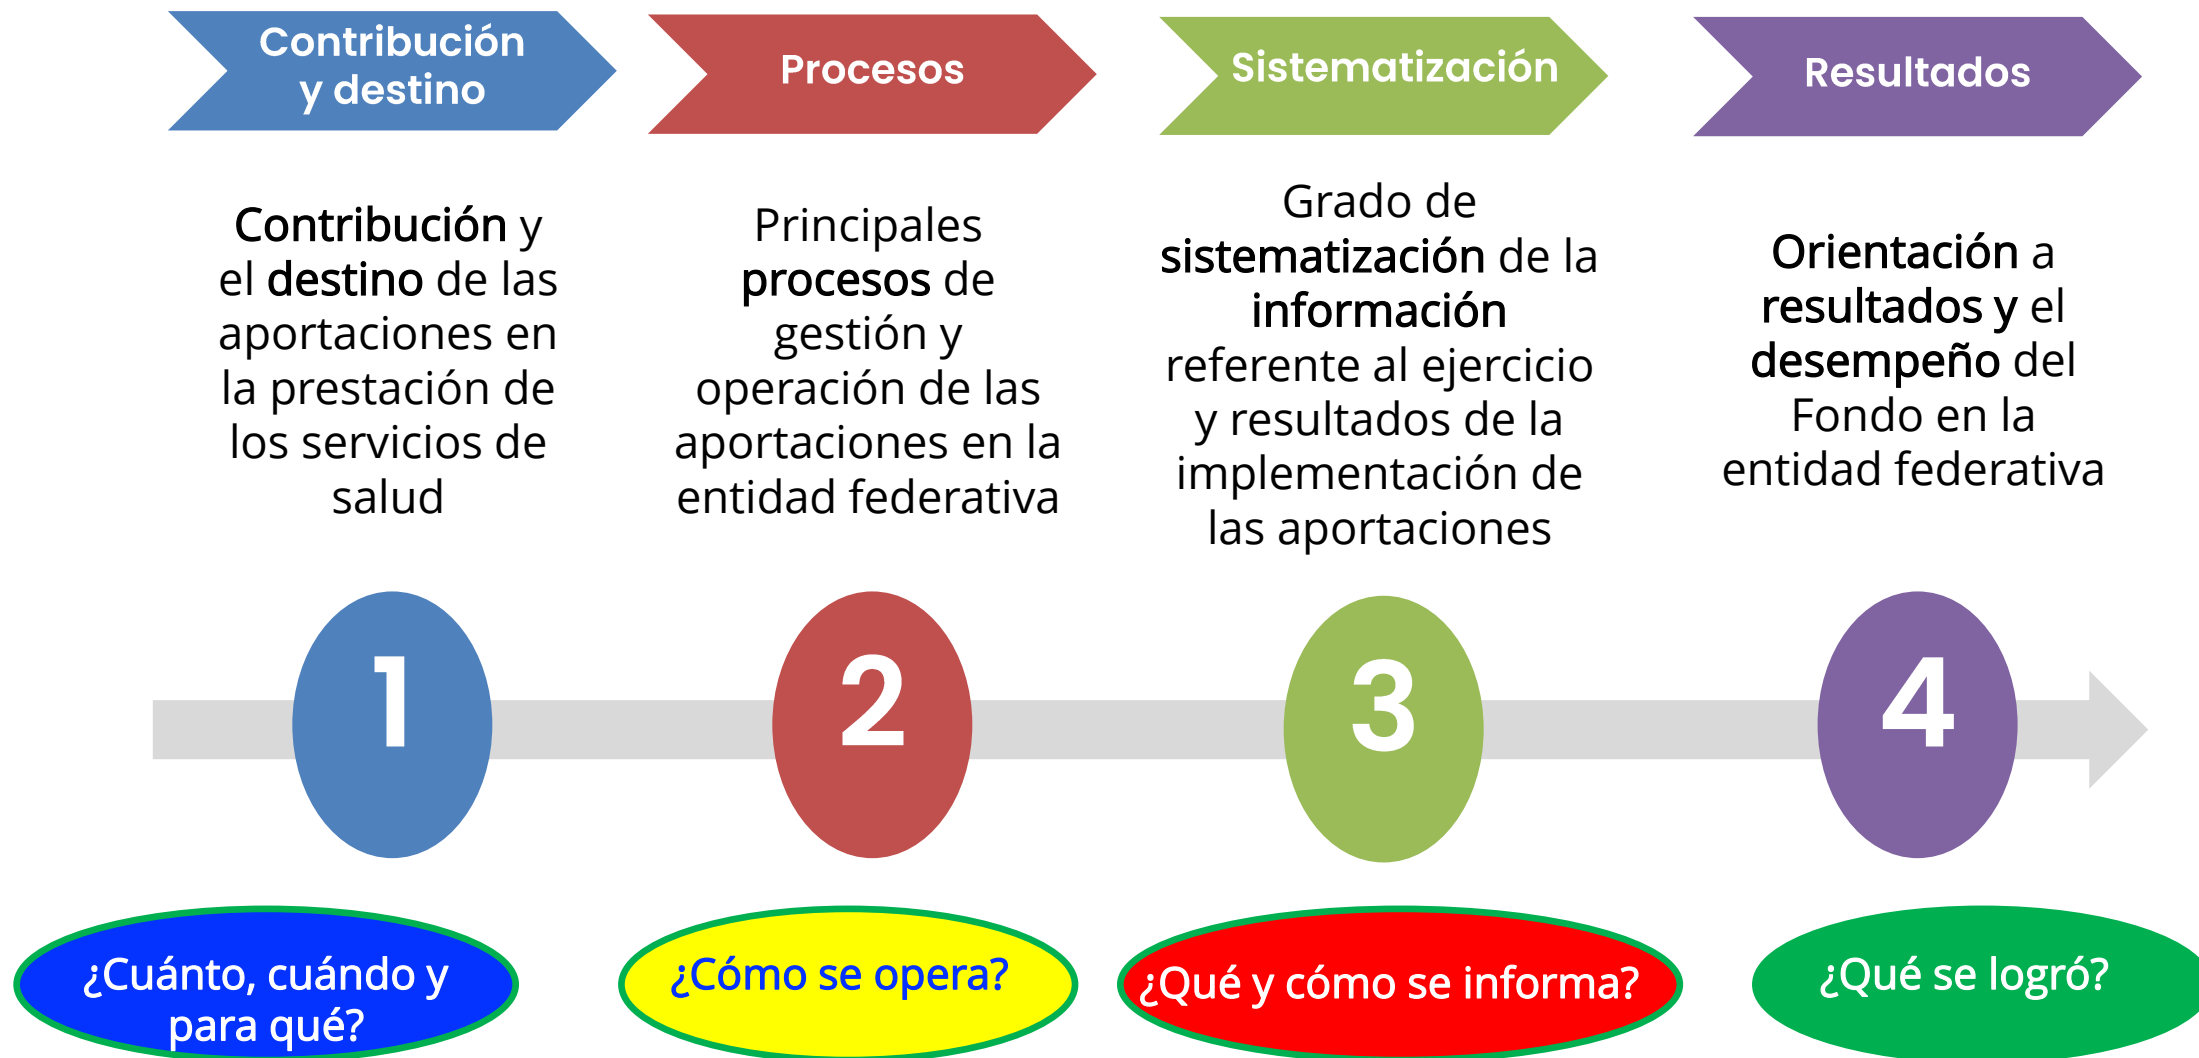 Contribución
y destino
Procesos
Sistematización
Resultados
Contribución y
el destino de las
aportaciones en
la prestación de
los servicios de
salud
Principales
procesos de
gestión y
operación de las
aportaciones en la
entidad federativa
Grado de
sistematización de la
información
referente al ejercicio
y resultados de la
implementación de
las aportaciones
Orientación a
resultados y el
desempeño del
Fondo en la
entidad federativa
1
2
3
4
¿Cuánto, cuándo y
para qué?
¿Cómo se opera?
¿Qué y cómo se informa?
¿Qué se logró?